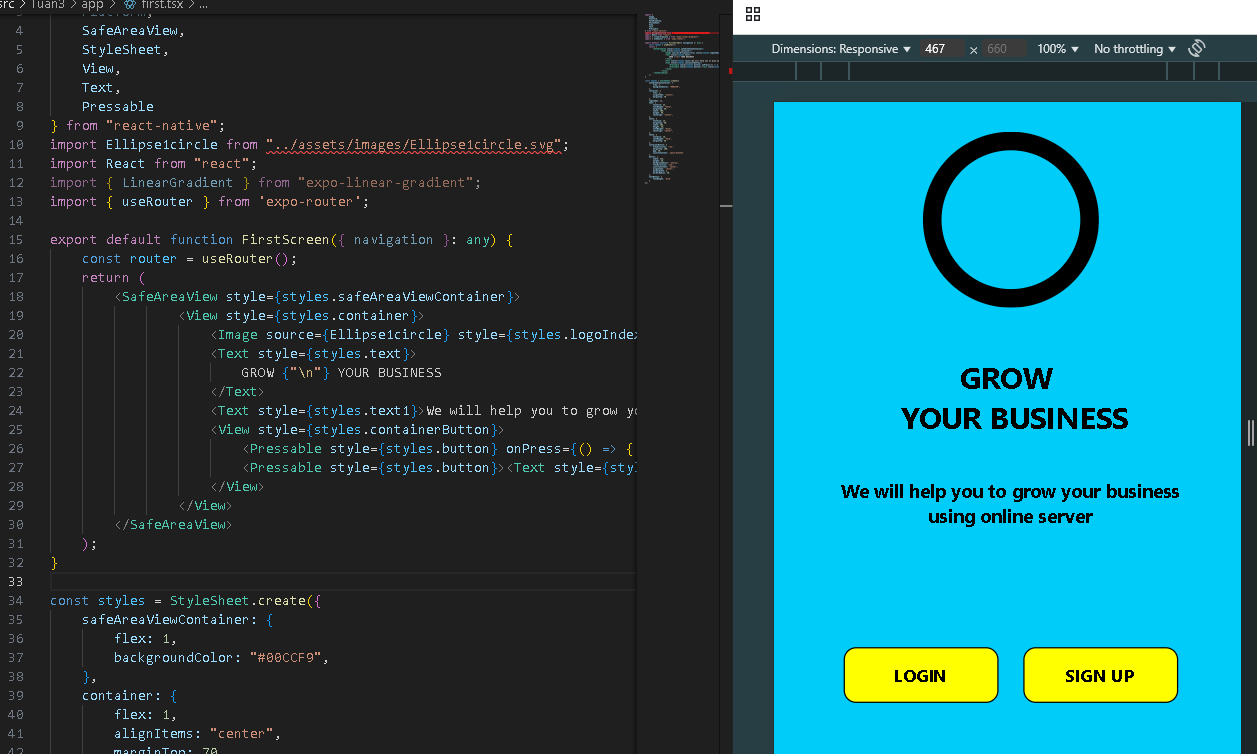 src > Tuan3 > app > first.tsx > ...
4 SafeAreaView,
5 StyleSheet,
6 View,
7 Text,
8 Pressable
9 } from "react-native";
10 import Ellipse1circle from "../assets/images/Ellipse1circle.svg";
11 import React from "react";
12 import { LinearGradient } from "expo-linear-gradient";
13 import { useRouter } from 'expo-router';
14
15 export default function FirstScreen({ navigation }: any) {
16 const router = useRouter();
17 return (
18 <SafeAreaView style={styles.safeAreaViewContainer}>
19 <View style={styles.container}>
20 <Image source={Ellipse1circle} style={styles.logoIndex
21 <Text style={styles.text}>
22 GROW {"\n"} YOUR BUSINESS
23 </Text>
24 <Text style={styles.text1}>We will help you to grow yo
25 <View style={styles.containerButton}>
26 <Pressable style={styles.button} onPress={() => {
27 <Pressable style={styles.button}><Text style={sty
28 </View>
29 </View>
30 </SafeAreaView>
31 );
32 }
33
34 const styles = StyleSheet.create({
35 safeAreaViewContainer: {
36 flex: 1,
37 backgroundColor: "#00CCF9",
38 },
39 container: {
40 flex: 1,
41 alignItems: "center",
42 marginTop: 70
Dimensions: Responsive 467 × 660 100% No throttling
GROW
YOUR BUSINESS
We will help you to grow your business
using online server
LOGIN
SIGN UP